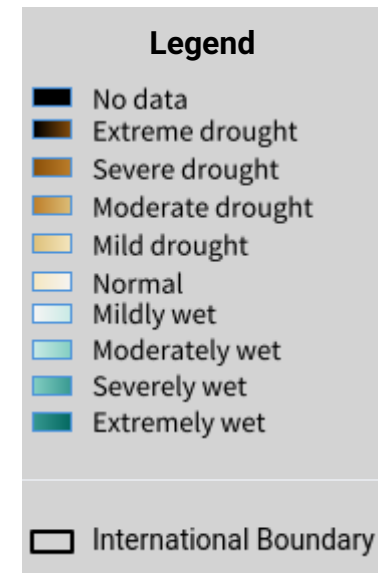 Legend
No data
Extreme drought
Severe drought
Moderate drought
Mild drought
Normal
Mildly wet
Moderately wet
Severely wet
Extremely wet
International Boundary